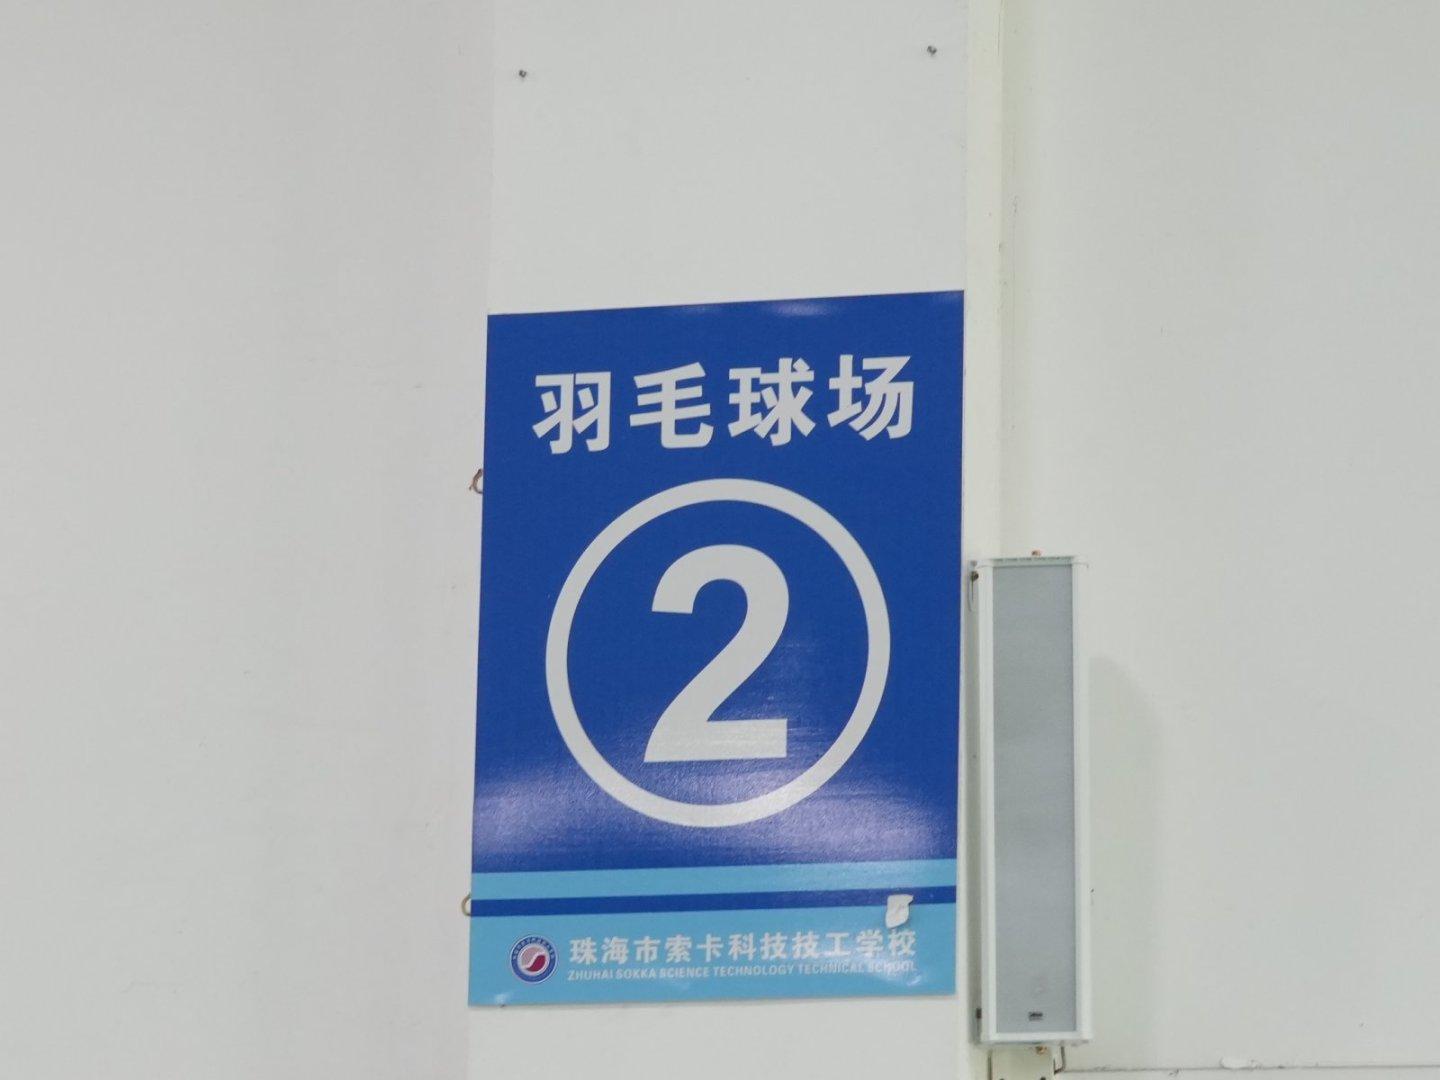 羽毛球场
2
珠海市索卡科技技工学校
ZHUHAI SOKKA SCIENCE TECHNOLOGY TECHNICAL SCHOOL